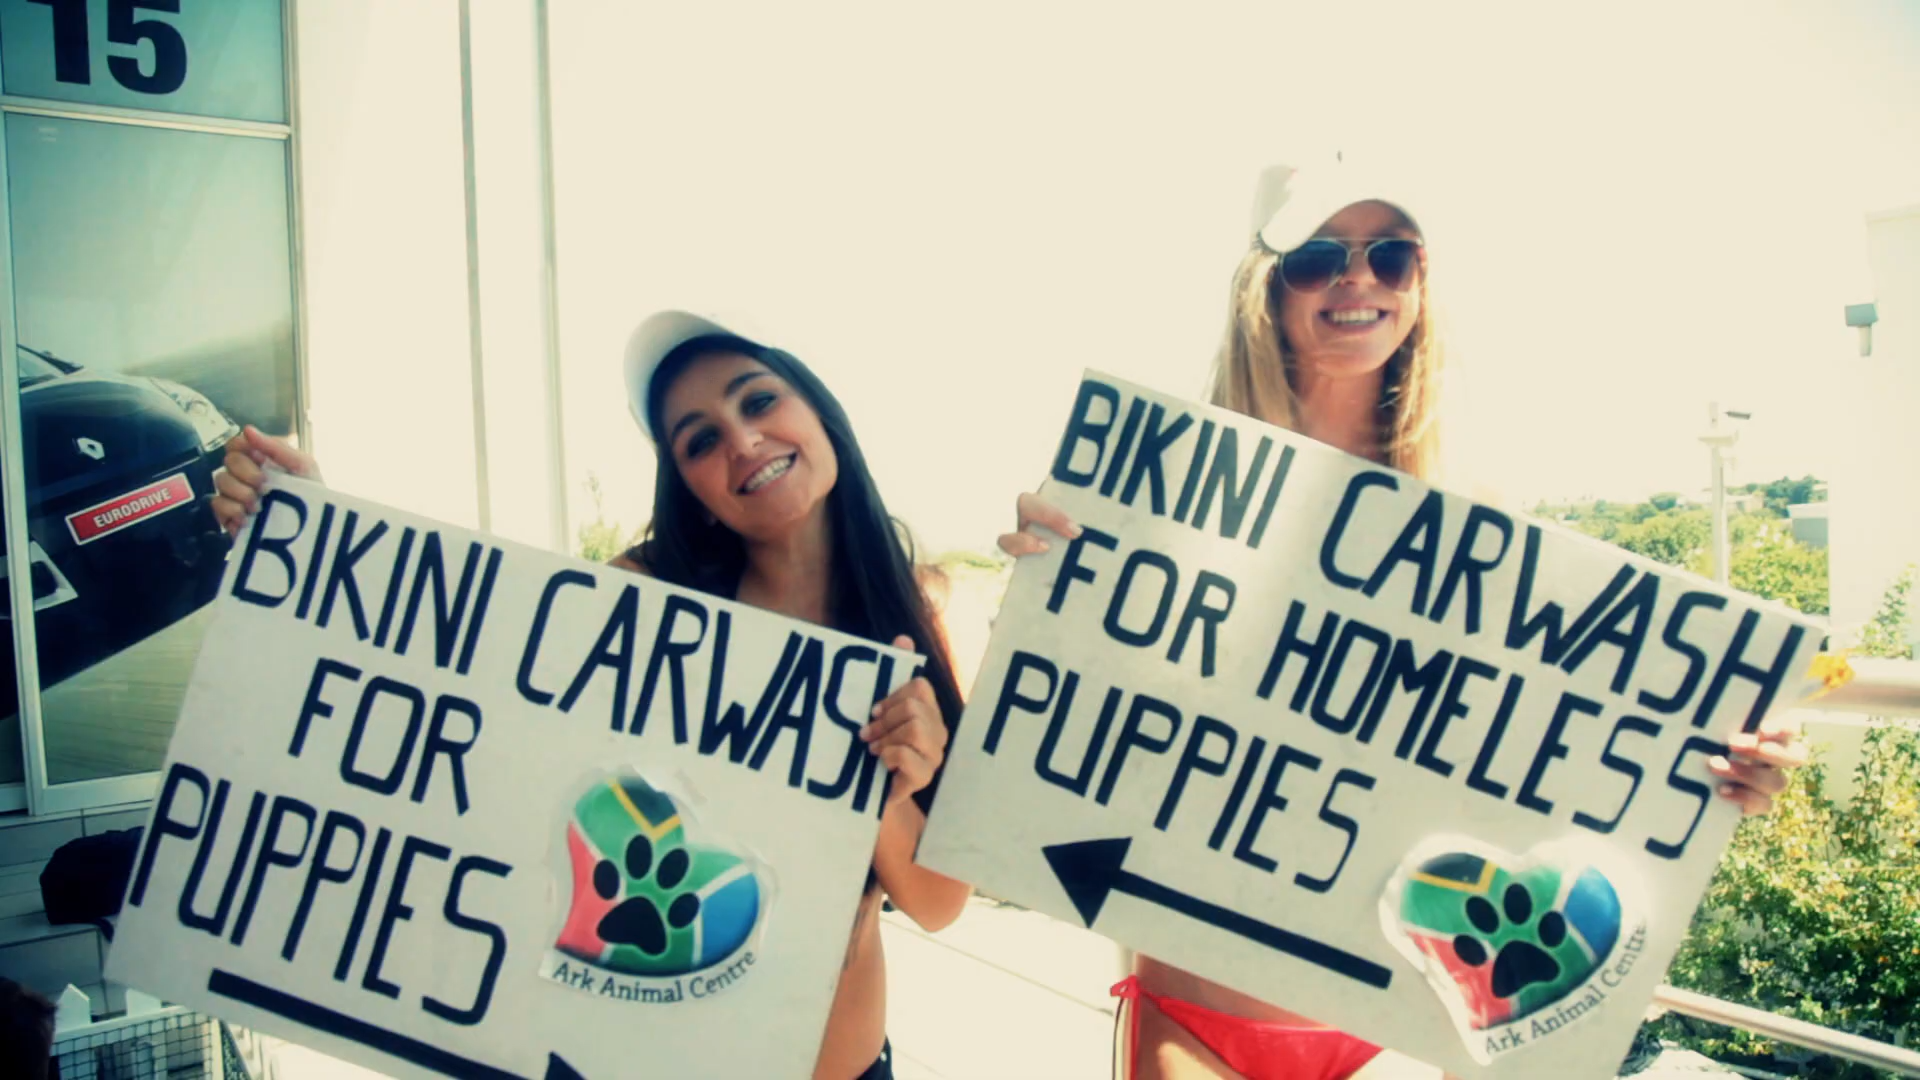 15
EURODRIVE
BIKINI CARWASH
FOR
PUPPIES
Ark Animal Centre
BIKINI CARWASH
FOR HOMELESS
PUPPIES
Ark Animal Centre